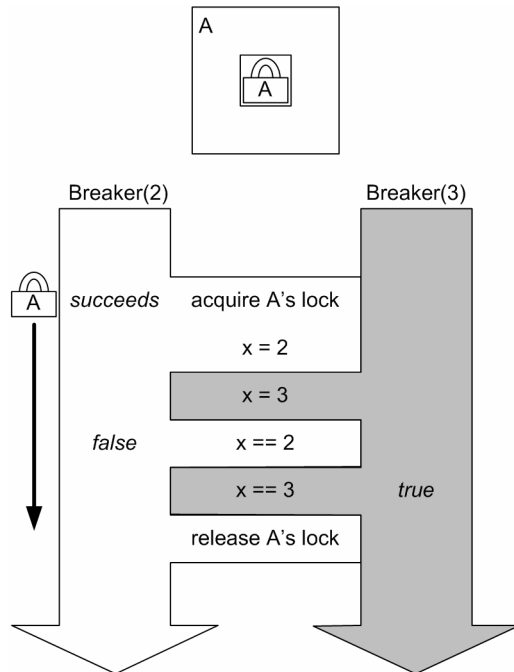 A
A
Breaker(2) Breaker(3)
A succeeds acquire A's lock
x = 2
x = 3
false x == 2
x == 3 true
release A's lock